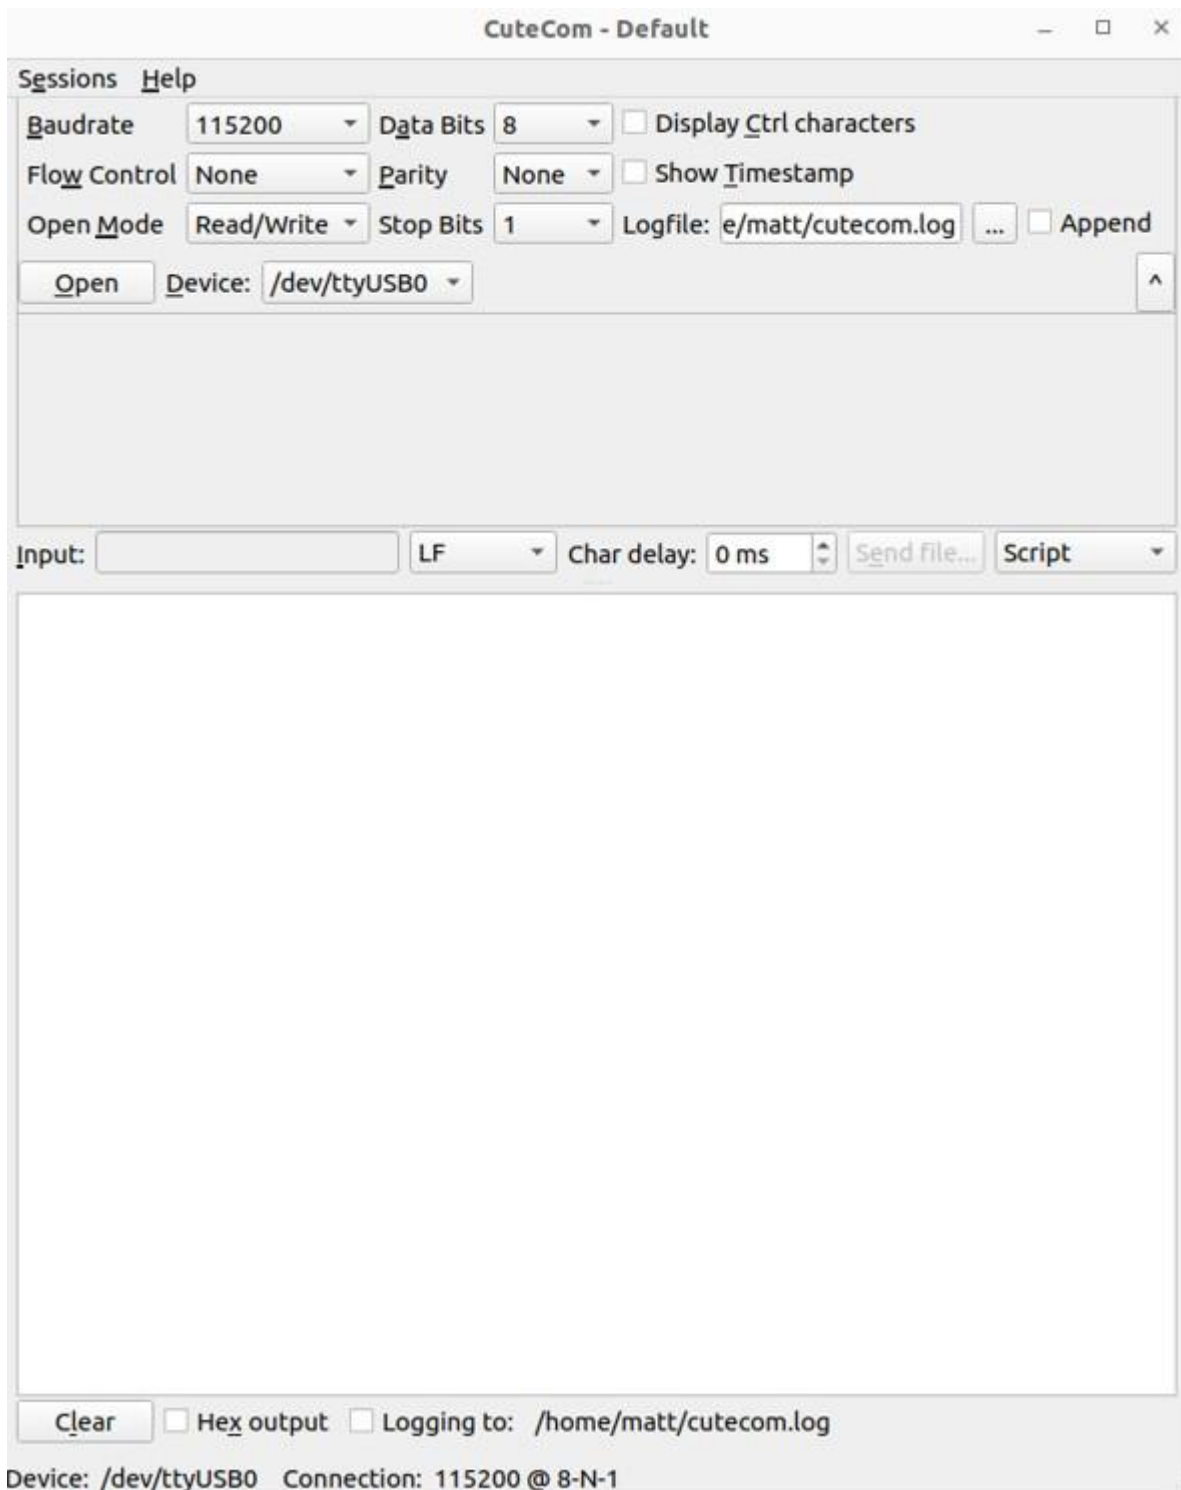 CuteCom - Default
Sessions Help
Baudrate 115200 Data Bits 8 Display Ctrl characters
Flow Control None Parity None Show Timestamp
Open Mode Read/Write Stop Bits 1 Logfile: e/matt/cutecom.log ... Append
Open Device: /dev/ttyUSB0 ^
Input: LF Char delay: 0 ms Send file... Script
Clear Hex output Logging to: /home/matt/cutecom.log
Device: /dev/ttyUSB0 Connection: 115200 @ 8-N-1